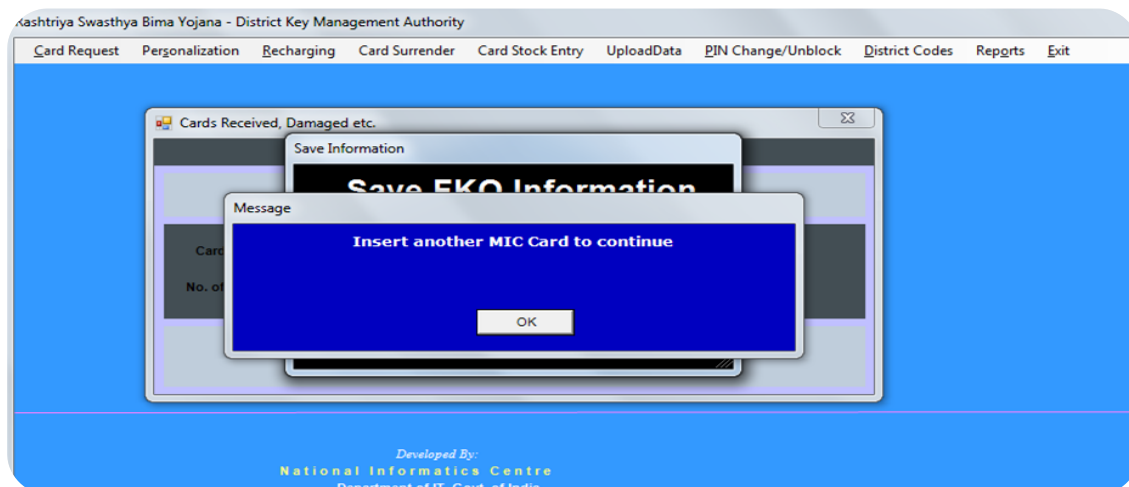 Rashtriya Swasthya Bima Yojana - District Key Management Authority
Card Request Personalization Recharging Card Surrender Card Stock Entry UploadData PIN Change/Unblock District Codes Reports Exit
Cards Received, Damaged etc.
Save Information
Save FKO Information
Message
Insert another MIC Card to continue
Card
No. of
OK
Developed By:
National Informatics Centre
Department of IT, Govt. of India